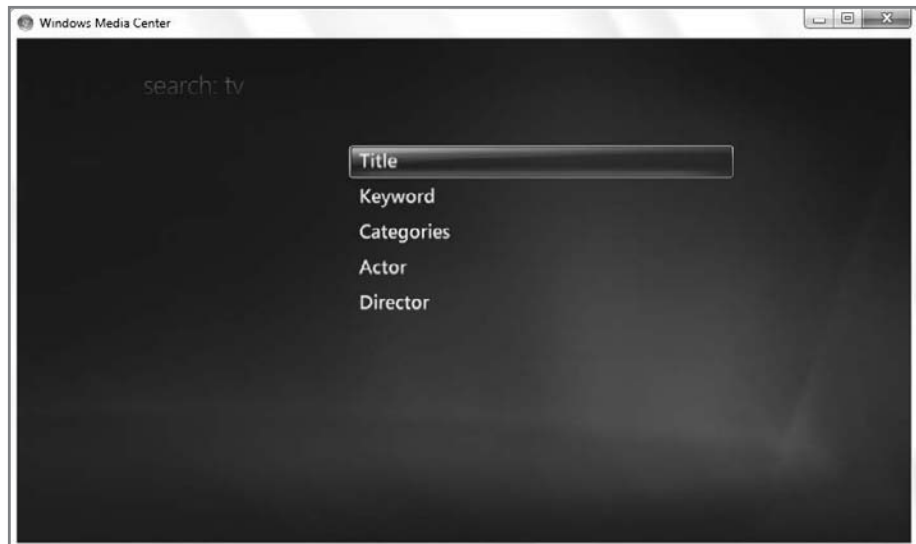 Windows Media Center
search: tv
Title
Keyword
Categories
Actor
Director